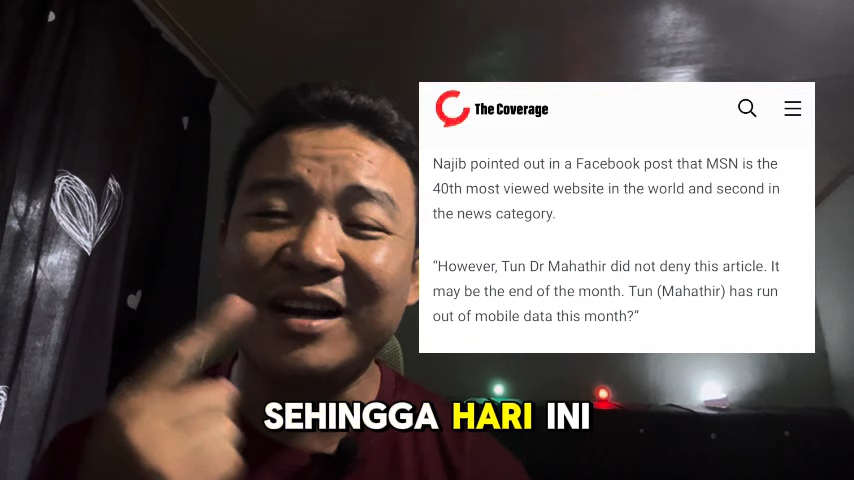 The Coverage
Najib pointed out in a Facebook post that MSN is the
40th most viewed website in the world and second in
the news category.
“However, Tun Dr Mahathir did not deny this article. It
may be the end of the month. Tun (Mahathir) has run
out of mobile data this month?”
SEHINGGA HARI INI